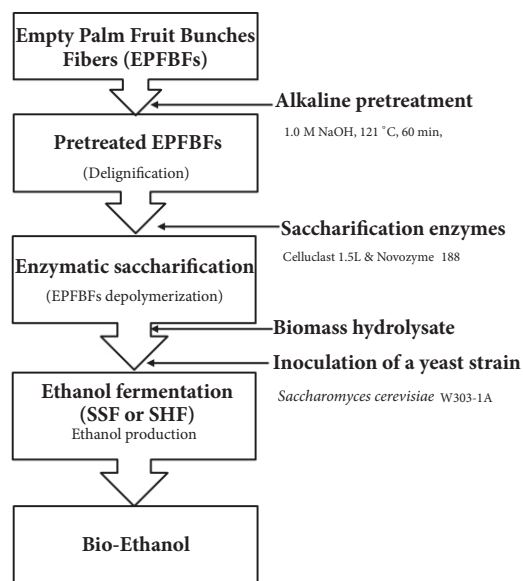 Empty Palm Fruit Bunches
Fibers (EPFBFs)
Alkaline pretreatment
1.0 M NaOH, 121 ˚C, 60 min,
Pretreated EPFBFs
(Delignification)
Saccharification enzymes
Celluclast 1.5L & Novozyme 188
Enzymatic saccharification
(EPFBFs depolymerization)
Biomass hydrolysate
Inoculation of a yeast strain
Saccharomyces cerevisiae W303-1A
Ethanol fermentation
(SSF or SHF)
Ethanol production
Bio-Ethanol